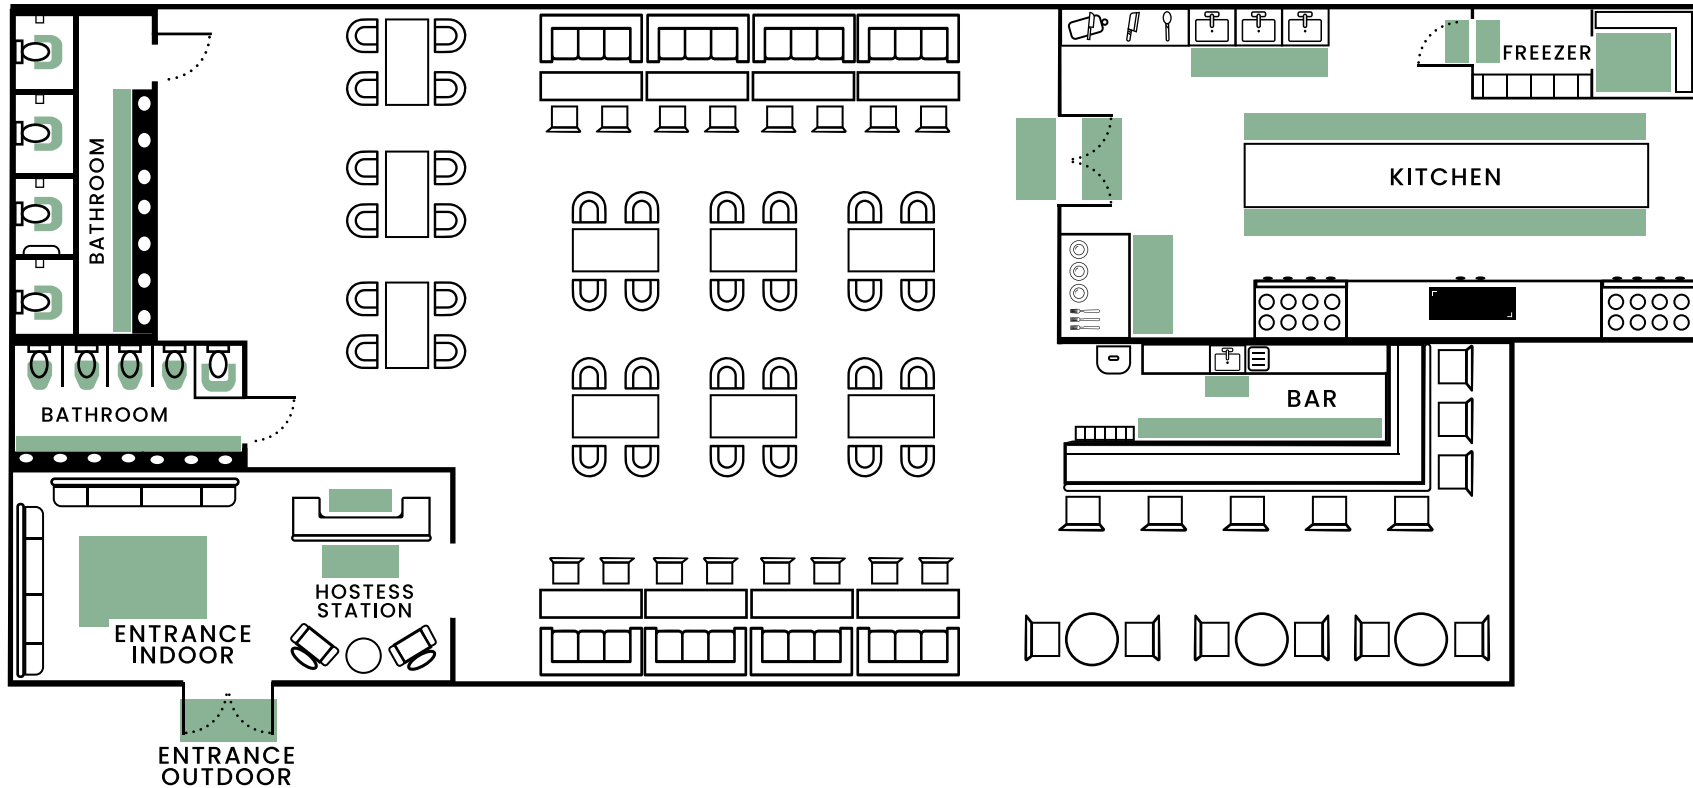 FREEZER
BATHROOM
KITCHEN
BAR
BATHROOM
HOSTESS
STATION
ENTRANCE
INDOOR
ENTRANCE
OUTDOOR